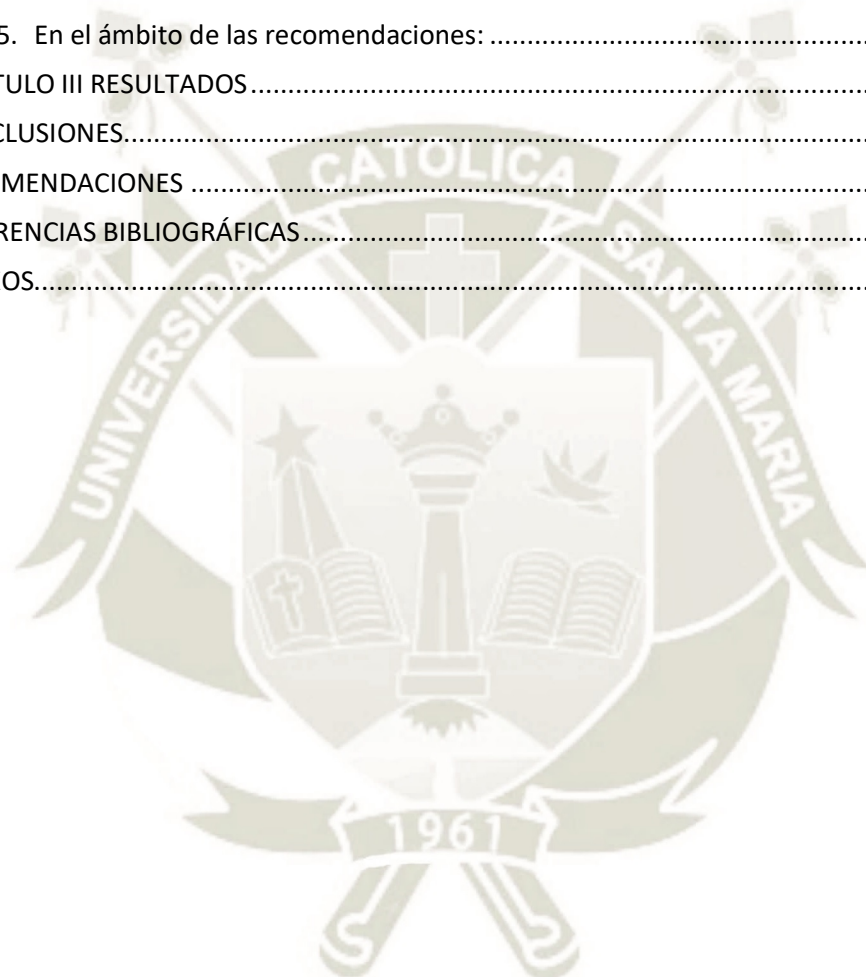 5. En el ámbito de las recomendaciones: ..........................................................
TULO III RESULTADOS ..........................................................
CLUSIONES ..........................................................
MENDACIONES ..........................................................
RENCIAS BIBLIOGRÁFICAS ..........................................................
OS ..........................................................
UNIVERSIDAD CATOLICA SANTA MARIA
1961